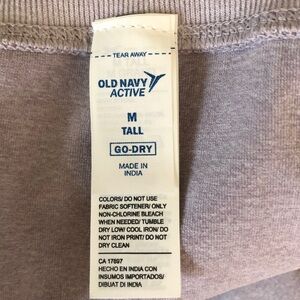 TEAR AWAY
OLD NAVY
ACTIVE
M
TALL
GO-DRY
MADE IN
INDIA
COLORS/ DO NOT USE
FABRIC SOFTENER/ ONLY
NON-CHLORINE BLEACH
WHEN NEEDED/ TUMBLE
DRY LOW/ COOL IRON/ DO
NOT IRON PRINT/ DO NOT
DRY CLEAN
CA 17897
HECHO EN INDIA CON
INSUMOS IMPORTADOS/
DIBUAT DI INDIA